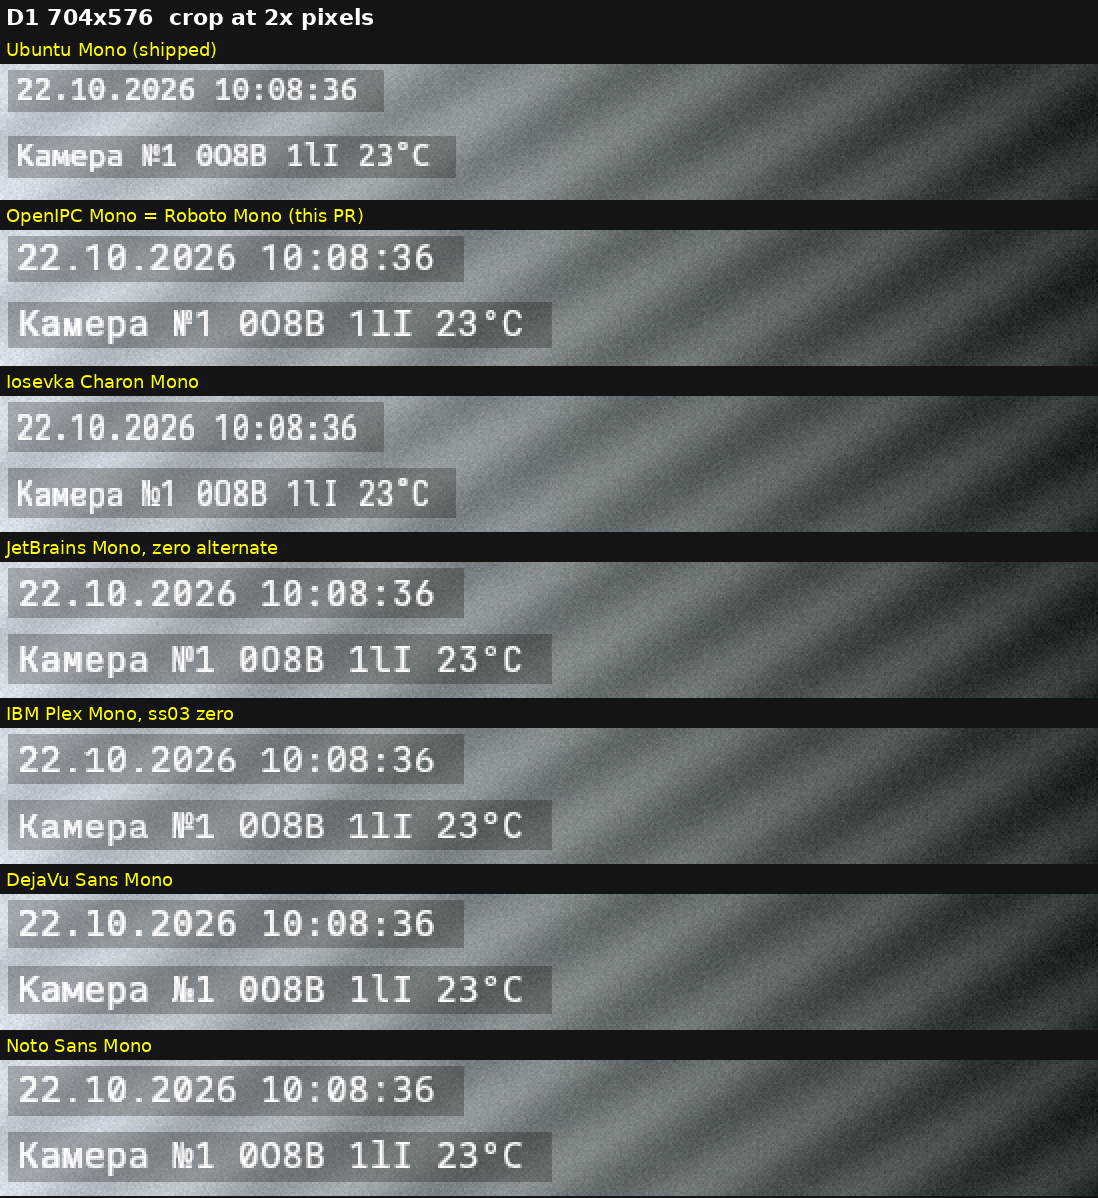 D1 704x576 crop at 2x pixels
Ubuntu Mono (shipped)
22.10.2026 10:08:36
Камера №1 0O8B 1lI 23°C
OpenIPC Mono = Roboto Mono (this PR)
22.10.2026 10:08:36
Камера №1 0O8B 1lI 23°C
Iosevka Charon Mono
22.10.2026 10:08:36
Камера №1 0O8B 1lI 23°C
JetBrains Mono, zero alternate
22.10.2026 10:08:36
Камера №1 0O8B 1lI 23°C
IBM Plex Mono, ss03 zero
22.10.2026 10:08:36
Камера №1 0O8B 1lI 23°C
DejaVu Sans Mono
22.10.2026 10:08:36
Камера №1 0O8B 1lI 23°C
Noto Sans Mono
22.10.2026 10:08:36
Камера №1 0O8B 1lI 23°C